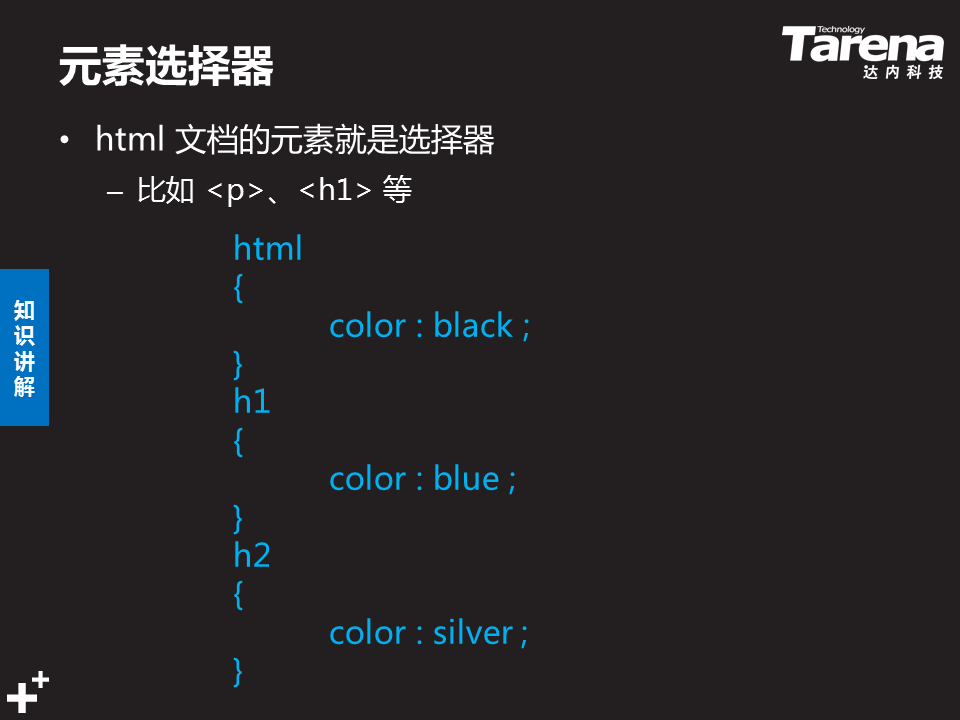 元素选择器
Technology
Tarena
达内科技
• html 文档的元素就是选择器
– 比如 <p>、<h1> 等
html
{
color : black ;
}
h1
{
color : blue ;
}
h2
{
color : silver ;
}
知识讲解